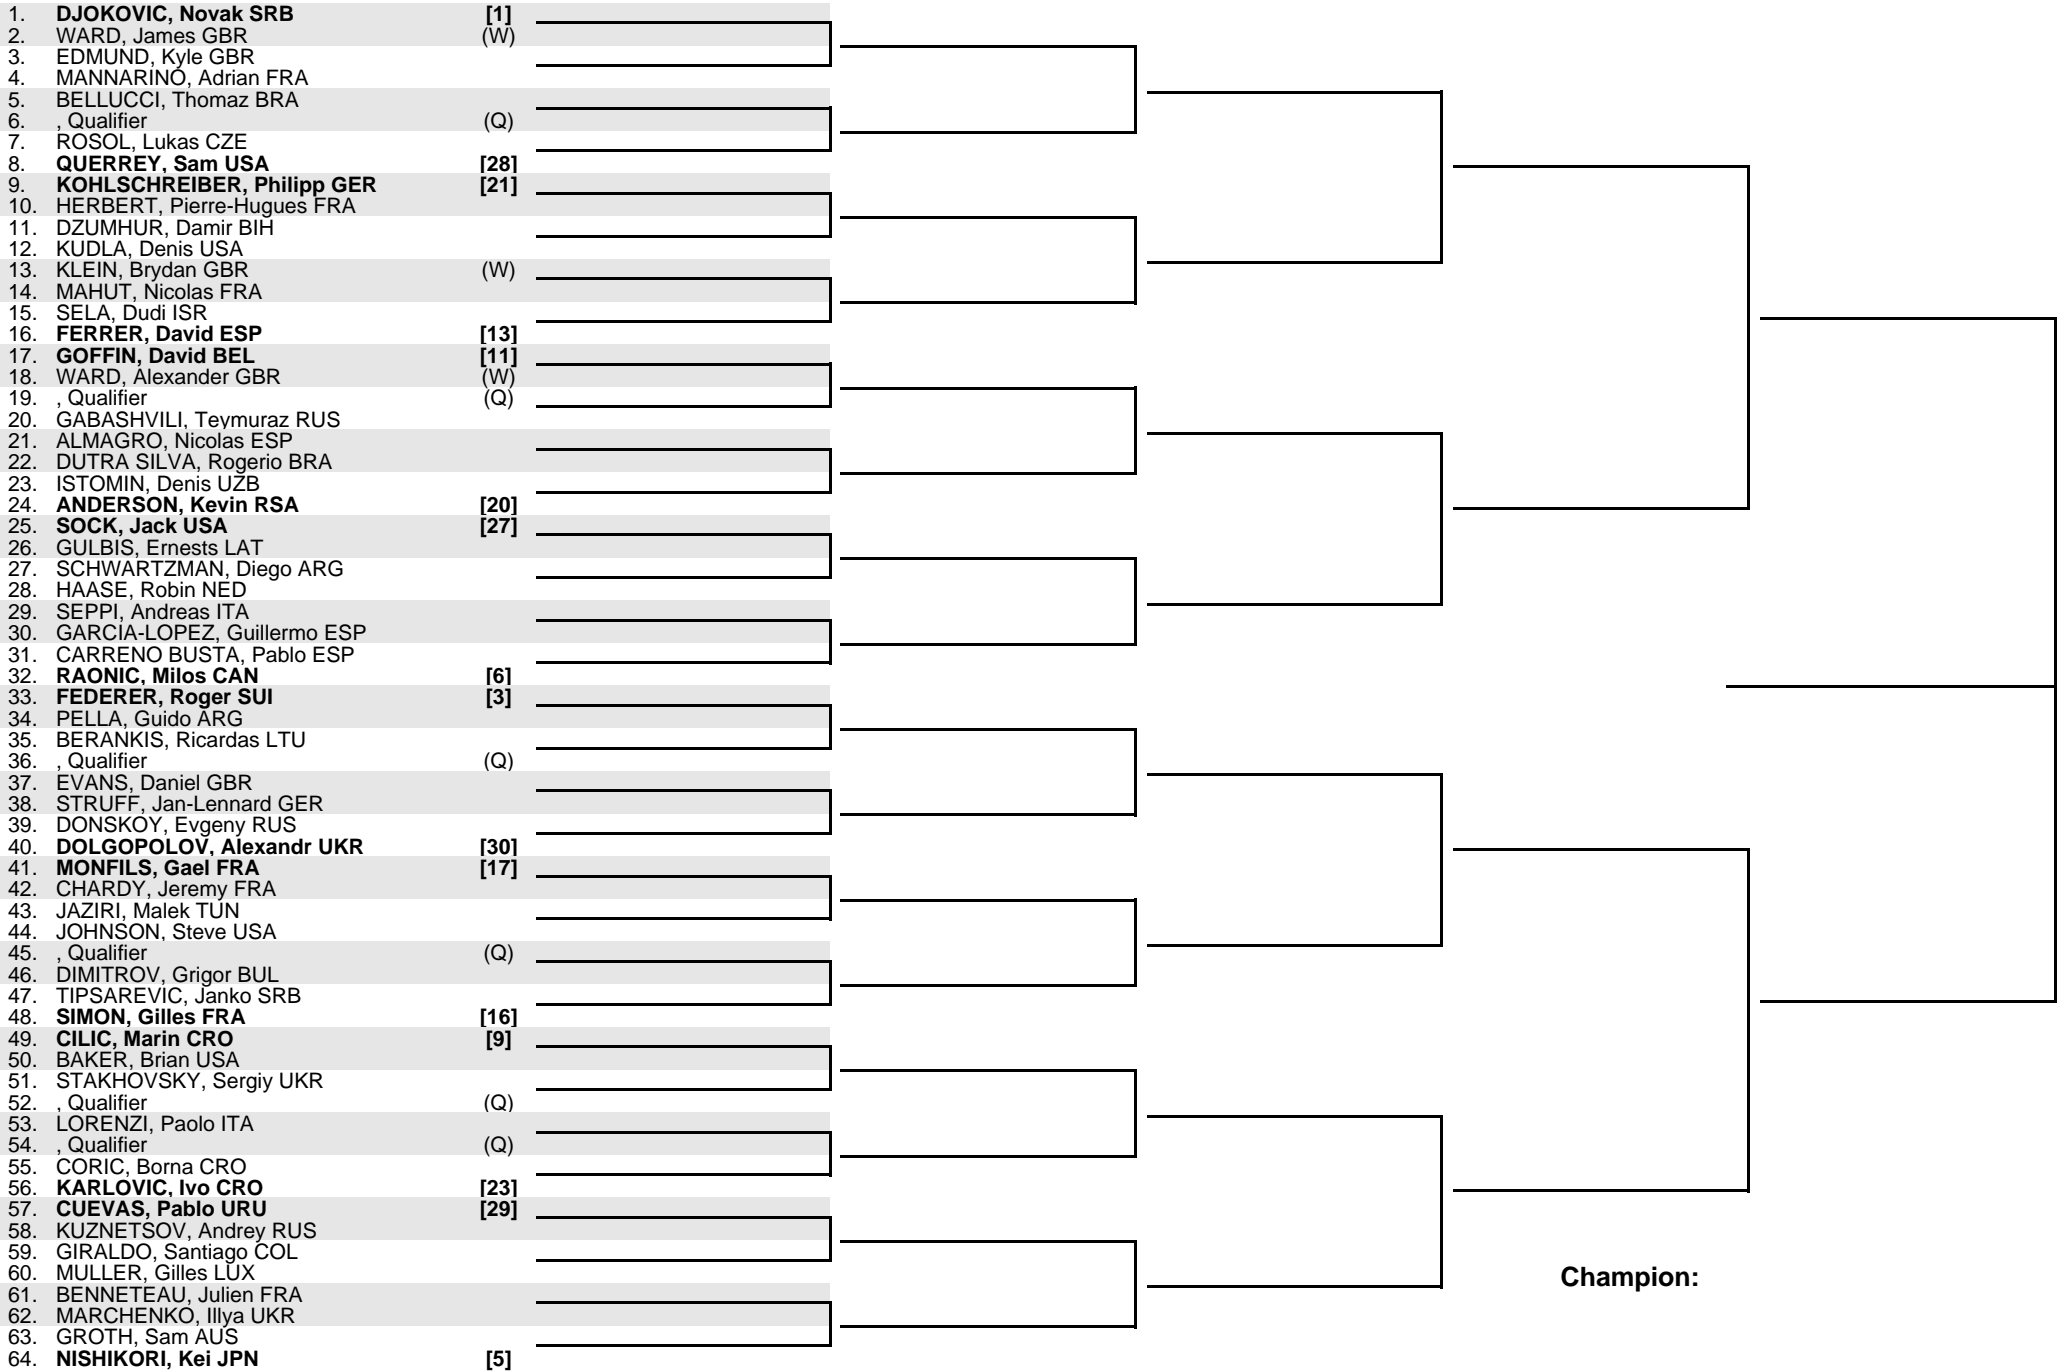 1. DJOKOVIC, Novak SRB [1]
2. WARD, James GBR (W)
3. EDMUND, Kyle GBR
4. MANNARINO, Adrian FRA
5. BELLUCCI, Thomaz BRA
6. , Qualifier (Q)
7. ROSOL, Lukas CZE
8. QUERREY, Sam USA [28]
9. KOHLSCHREIBER, Philipp GER [21]
10. HERBERT, Pierre-Hugues FRA
11. DZUMHUR, Damir BIH
12. KUDLA, Denis USA
13. KLEIN, Brydan GBR (W)
14. MAHUT, Nicolas FRA
15. SELA, Dudi ISR
16. FERRER, David ESP [13]
17. GOFFIN, David BEL [11]
18. WARD, Alexander GBR (W)
19. , Qualifier (Q)
20. GABASHVILI, Teymuraz RUS
21. ALMAGRO, Nicolas ESP
22. DUTRA SILVA, Rogerio BRA
23. ISTOMIN, Denis UZB
24. ANDERSON, Kevin RSA [20]
25. SOCK, Jack USA [27]
26. GULBIS, Ernests LAT
27. SCHWARTZMAN, Diego ARG
28. HAASE, Robin NED
29. SEPPI, Andreas ITA
30. GARCIA-LOPEZ, Guillermo ESP
31. CARRENO BUSTA, Pablo ESP
32. RAONIC, Milos CAN [6]
33. FEDERER, Roger SUI [3]
34. PELLA, Guido ARG
35. BERANKIS, Ricardas LTU
36. , Qualifier (Q)
37. EVANS, Daniel GBR
38. STRUFF, Jan-Lennard GER
39. DONSKOY, Evgeny RUS
40. DOLGOPOLOV, Alexandr UKR [30]
41. MONFILS, Gael FRA [17]
42. CHARDY, Jeremy FRA
43. JAZIRI, Malek TUN
44. JOHNSON, Steve USA
45. , Qualifier (Q)
46. DIMITROV, Grigor BUL
47. TIPSAREVIC, Janko SRB
48. SIMON, Gilles FRA [16]
49. CILIC, Marin CRO [9]
50. BAKER, Brian USA
51. STAKHOVSKY, Sergiy UKR
52. , Qualifier (Q)
53. LORENZI, Paolo ITA
54. , Qualifier (Q)
55. CORIC, Borna CRO
56. KARLOVIC, Ivo CRO [23]
57. CUEVAS, Pablo URU [29]
58. KUZNETSOV, Andrey RUS
59. GIRALDO, Santiago COL
60. MULLER, Gilles LUX
Champion:
61. BENNETEAU, Julien FRA
62. MARCHENKO, Illya UKR
63. GROTH, Sam AUS
64. NISHIKORI, Kei JPN [5]